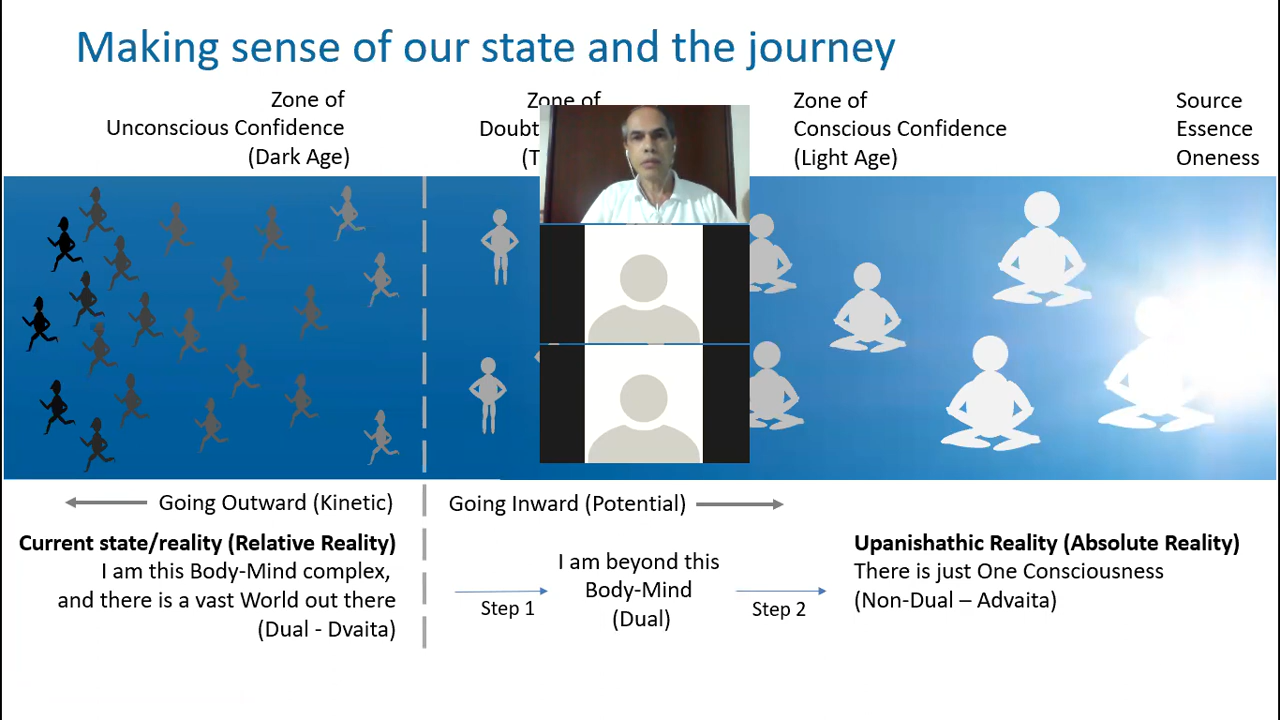 Making sense of our state and the journey
Zone of
Unconscious Confidence
(Dark Age)
Zone of
Doubt
(T
Zone of
Conscious Confidence
(Light Age)
Source
Essence
Oneness
Going Outward (Kinetic)
Going Inward (Potential)
Current state/reality (Relative Reality)
I am this Body-Mind complex,
and there is a vast World out there
(Dual - Dvaita)
Step 1
I am beyond this
Body-Mind
(Dual)
Step 2
Upanishathic Reality (Absolute Reality)
There is just One Consciousness
(Non-Dual – Advaita)